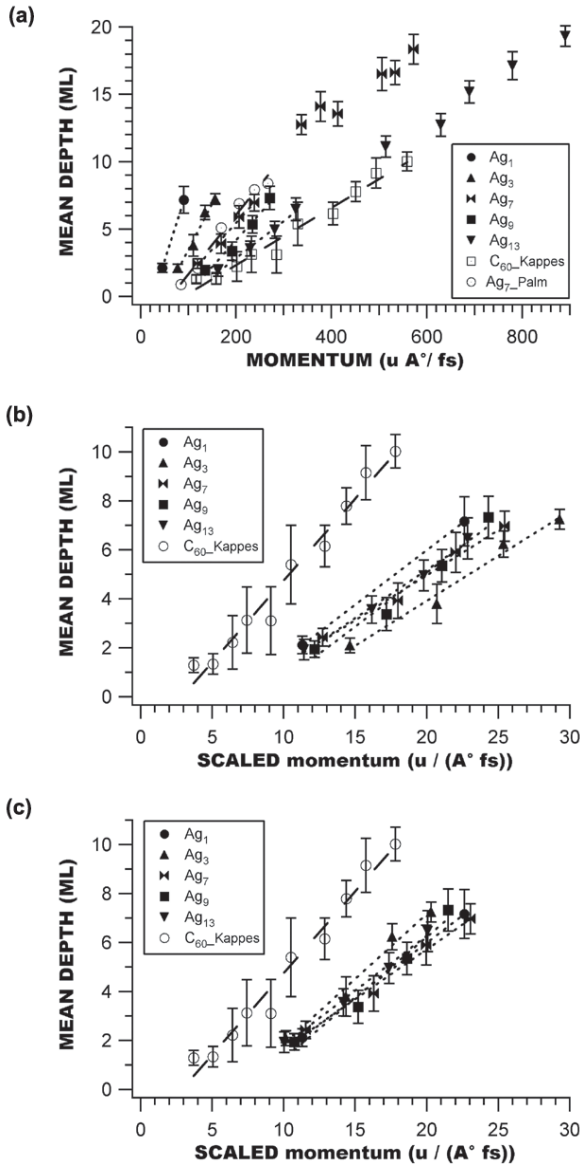 (a)
MEAN DEPTH (ML)
20
15
10
5
0
0 200 400 600 800
MOMENTUM (u A°/ fs)
Ag1
Ag3
Ag7
Ag9
Ag13
C60_Kappes
Ag7_Palm
(b)
MEAN DEPTH (ML)
10
8
6
4
2
0
Ag1
Ag3
Ag7
Ag9
Ag13
C60_Kappes
0 5 10 15 20 25 30
SCALED momentum (u / (A° fs))
(c)
MEAN DEPTH (ML)
10
8
6
4
2
0
Ag1
Ag3
Ag7
Ag9
Ag13
C60_Kappes
0 5 10 15 20 25 30
SCALED momentum (u / (A° fs))